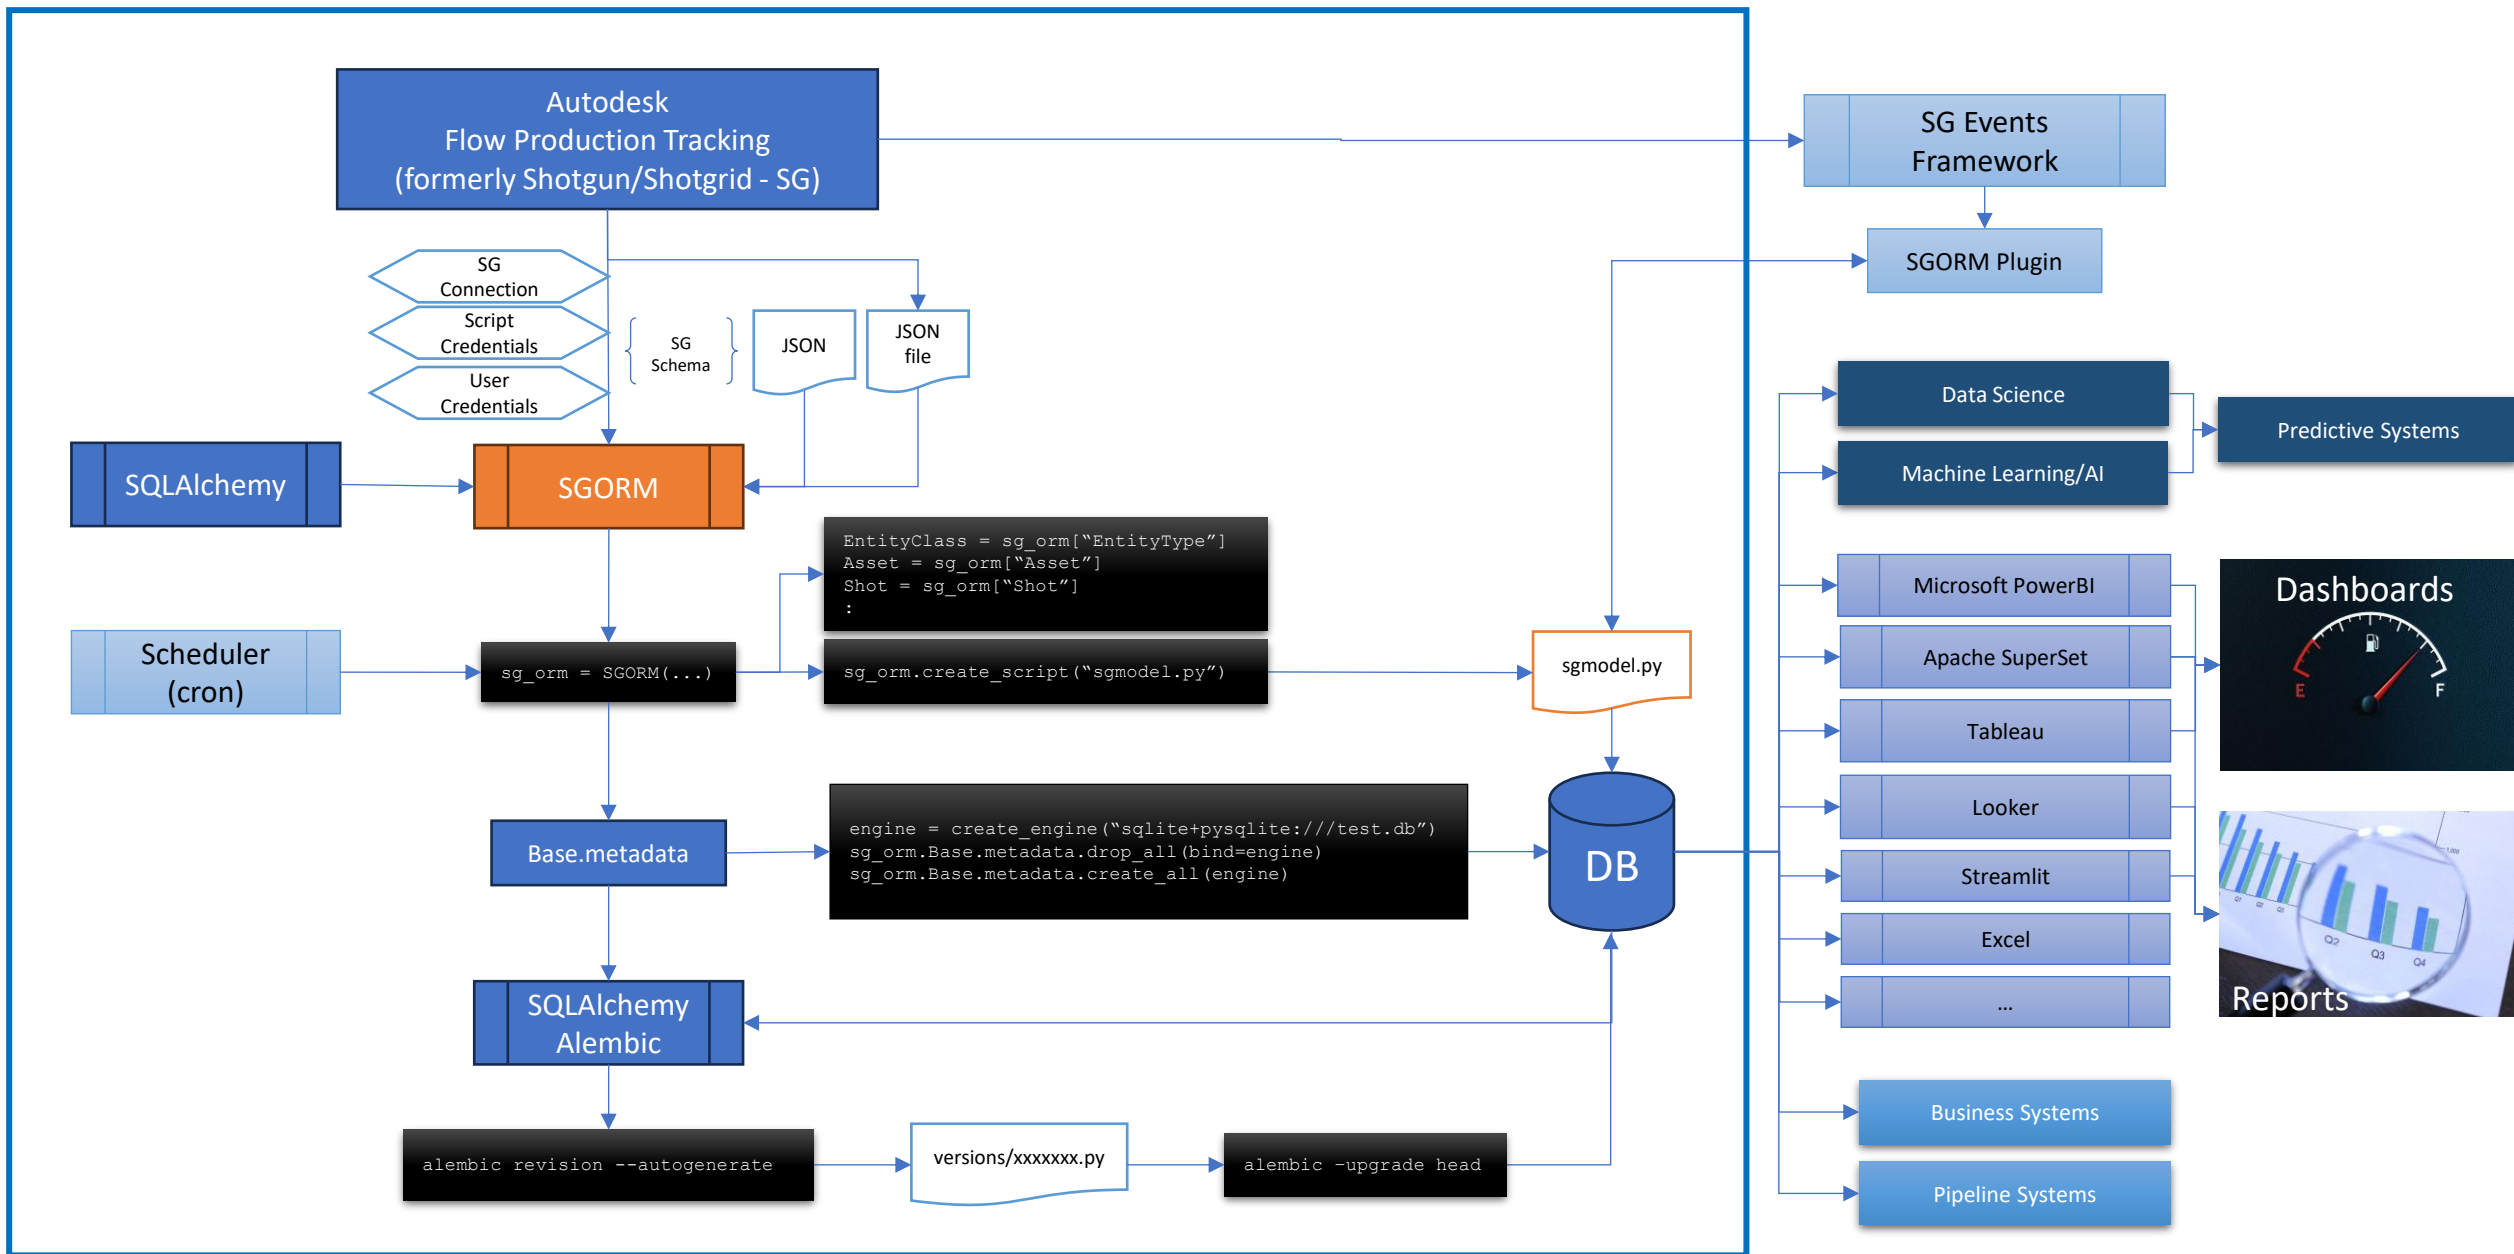 Autodesk
Flow Production Tracking
(formerly Shotgun/Shotgrid - SG)
SG Events
Framework
SGORM Plugin
SG
Connection
Script
Credentials
User
Credentials
SG
Schema
JSON
JSON
file
SQLAlchemy
SGORM
Data Science
Machine Learning/AI
Predictive Systems
EntityClass = sg_orm[“EntityType”]
Asset = sg_orm[“Asset”]
Shot = sg_orm[“Shot”]
:
Scheduler
(cron)
sg_orm = SGORM(...)
sg_orm.create_script(“sgmodel.py”)
sgmodel.py
Microsoft PowerBI
Apache SuperSet
Tableau
Looker
Streamlit
Excel
...
Dashboards
E
F
Base.metadata
engine = create_engine(“sqlite+pysqlite:///test.db”)
sg_orm.Base.metadata.drop_all(bind=engine)
sg_orm.Base.metadata.create_all(engine)
DB
Q2
Q3
Q4
Reports
SQLAlchemy
Alembic
alembic revision --autogenerate
versions/xxxxxxx.py
alembic –upgrade head
Business Systems
Pipeline Systems